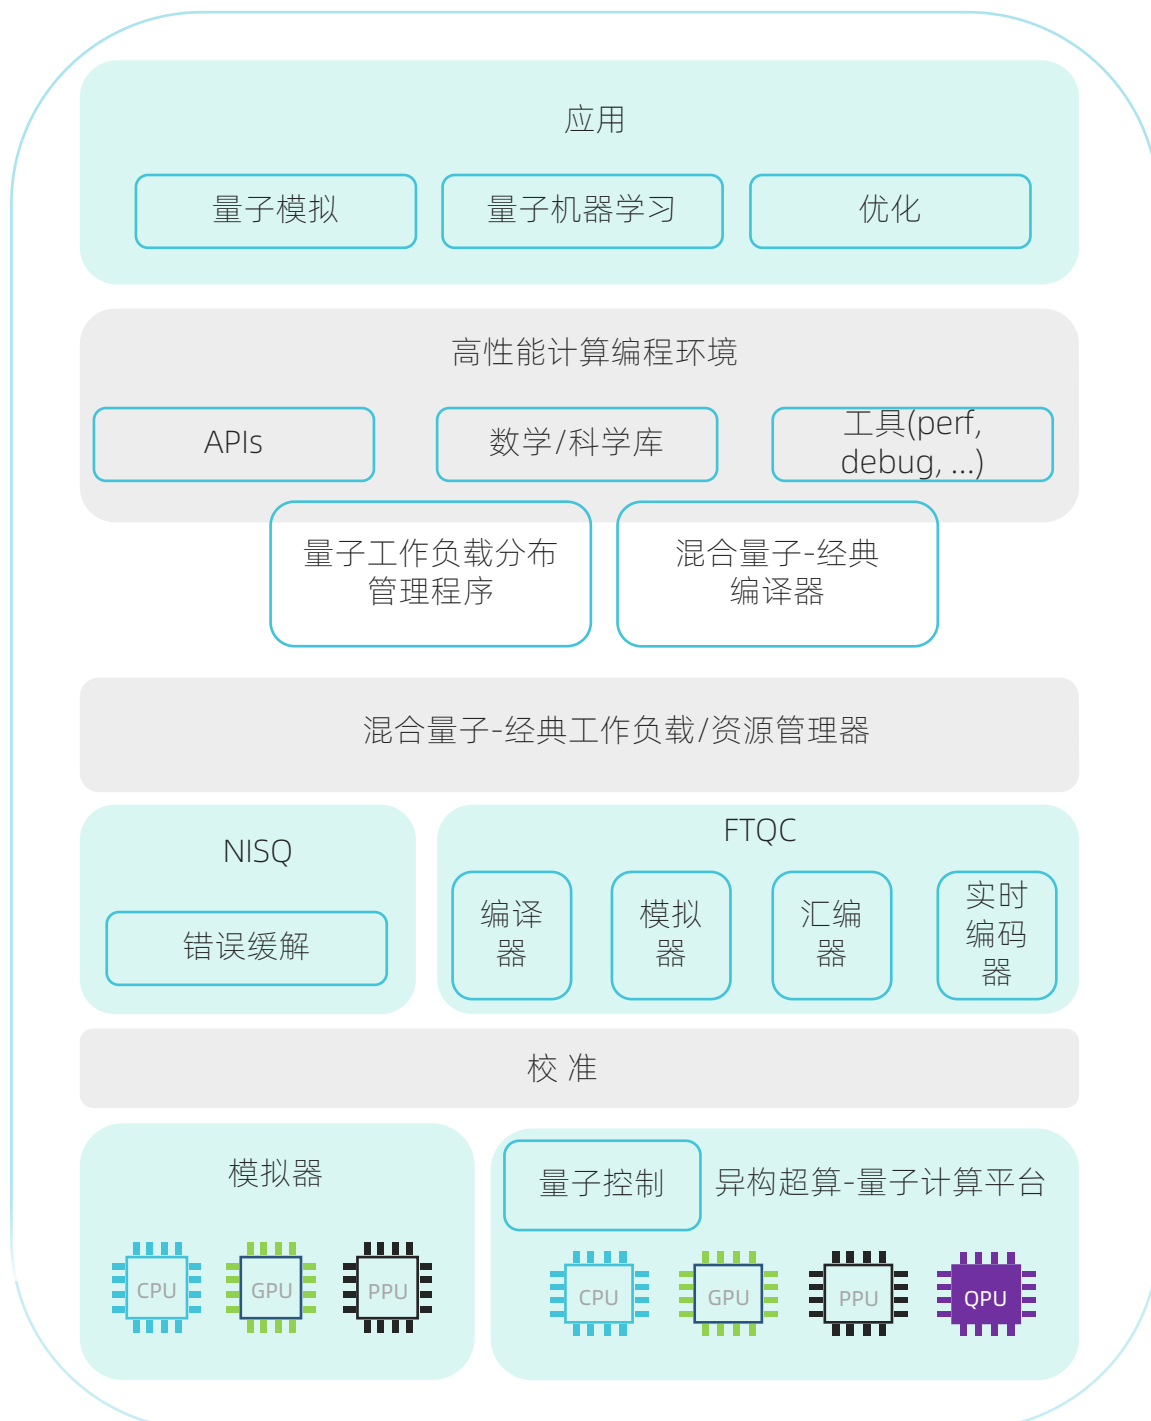 应用
量子模拟
量子机器学习
优化
高性能计算编程环境
APIs
数学/科学库
工具(perf,
debug, ...)
量子工作负载分布
管理程序
混合量子-经典
编译器
混合量子-经典工作负载/资源管理器
NISQ
错误缓解
FTQC
编译
器
模拟
器
汇编
器
实时
编码
器
校 准
模拟器
CPU
GPU
PPU
量子控制
异构超算-量子计算平台
CPU
GPU
PPU
QPU